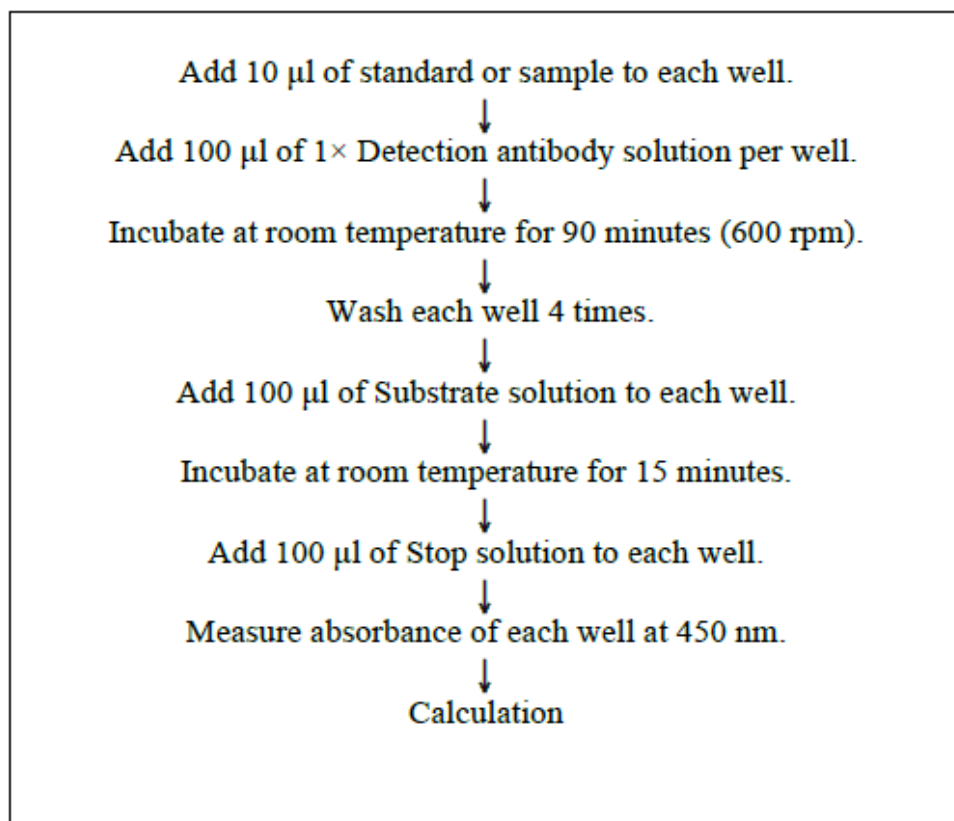 Add 10 μl of standard or sample to each well.
↓
Add 100 μl of 1× Detection antibody solution per well.
↓
Incubate at room temperature for 90 minutes (600 rpm).
↓
Wash each well 4 times.
↓
Add 100 μl of Substrate solution to each well.
↓
Incubate at room temperature for 15 minutes.
↓
Add 100 μl of Stop solution to each well.
↓
Measure absorbance of each well at 450 nm.
↓
Calculation